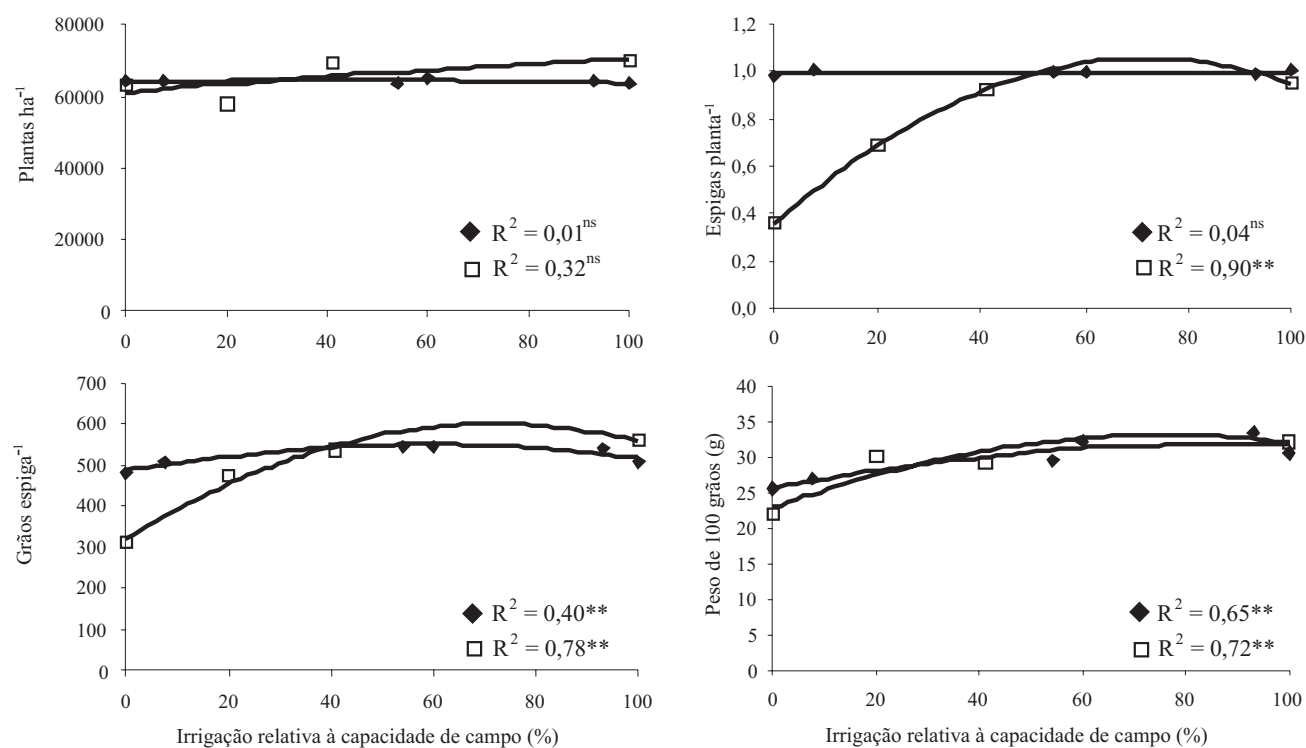 Plantas ha⁻¹
80000
60000
40000
20000
0
0 20 40 60 80 100
◆ R² = 0,01ⁿˢ
□ R² = 0,32ⁿˢ
Espigas planta⁻¹
1,2
1,0
0,8
0,6
0,4
0,2
0,0
0 20 40 60 80 100
◆ R² = 0,04ⁿˢ
□ R² = 0,90**
Grãos espiga⁻¹
700
600
500
400
300
200
100
0
0 20 40 60 80 100
◆ R² = 0,40**
□ R² = 0,78**
Irrigação relativa à capacidade de campo (%)
Peso de 100 grãos (g)
40
35
30
25
20
15
10
5
0
0 20 40 60 80 100
◆ R² = 0,65**
□ R² = 0,72**
Irrigação relativa à capacidade de campo (%)